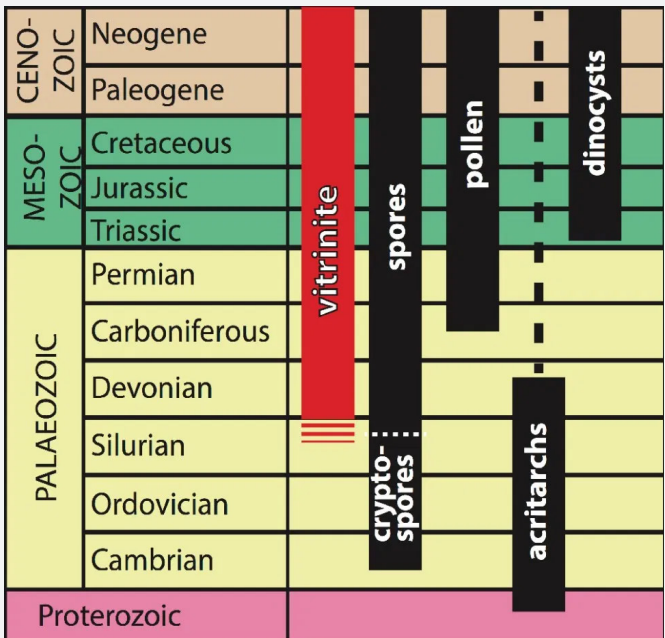 CENO-
ZOIC
Neogene
Paleogene
MESO-
ZOIC
Cretaceous
Jurassic
Triassic
PALAEOZOIC
Permian
Carboniferous
Devonian
Silurian
Ordovician
Cambrian
Proterozoic
vitrinite
spores
crypto-
spores
pollen
acritarchs
dinocysts